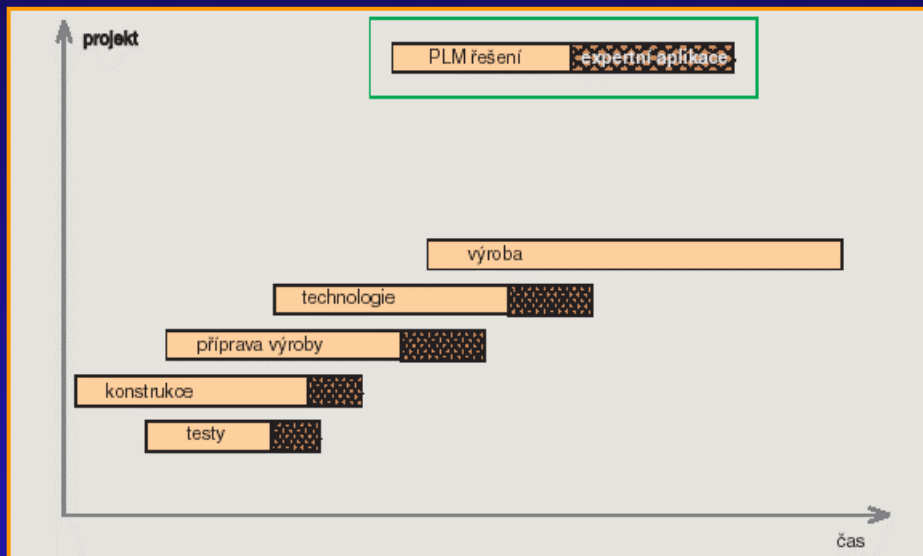 projekt
PLM řešení expertní aplikace
výroba
technologie
příprava výroby
konstrukce
testy
čas